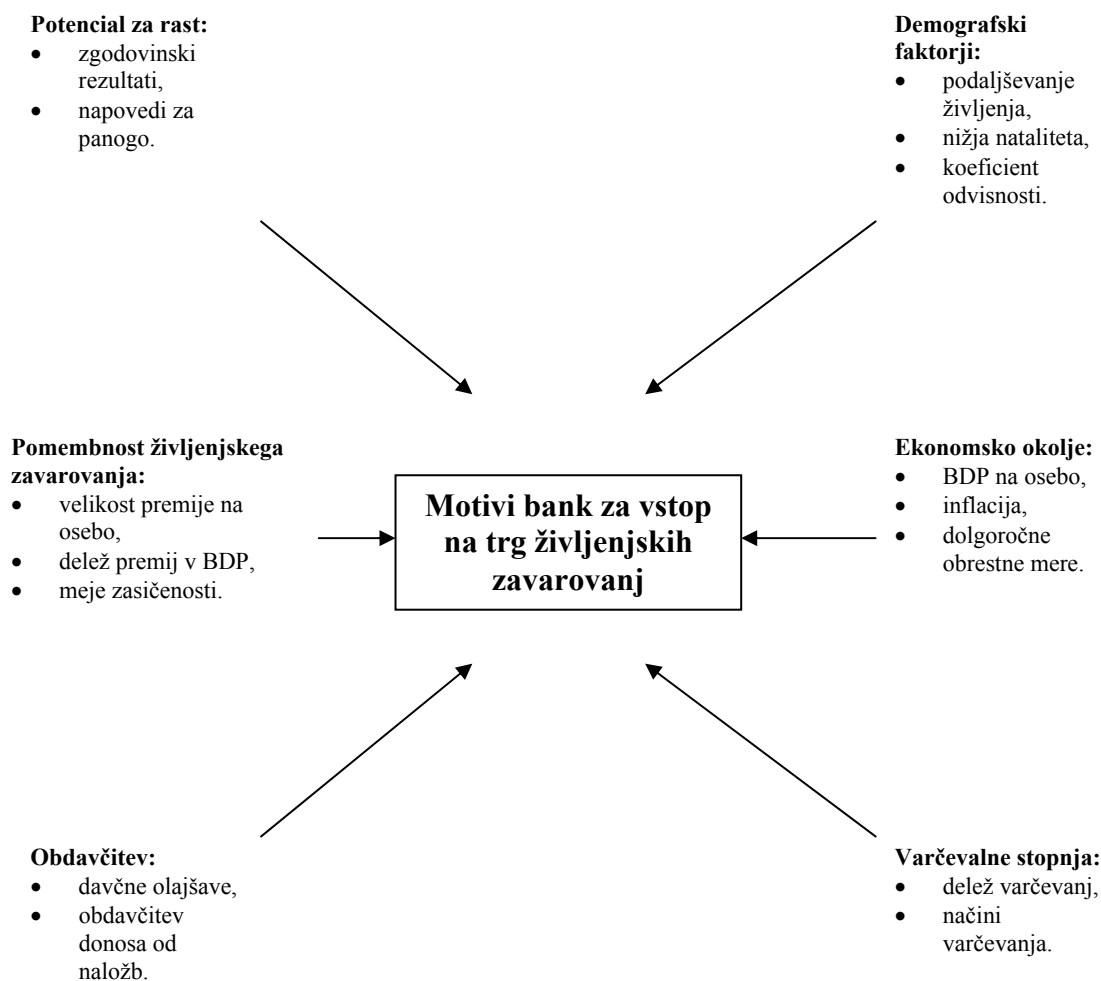 Potencial za rast:
• zgodovinski
rezultati,
• napovedi za
panogo.
Demografski
faktorji:
• podaljševanje
življenja,
• nižja nataliteta,
• koeficient
odvisnosti.
Pomembnost življenjskega
zavarovanja:
• velikost premije na
osebo,
• delež premij v BDP,
• meje zasičenosti.
Motivi bank za vstop
na trg življenjskih
zavarovanj
Ekonomsko okolje:
• BDP na osebo,
• inflacija,
• dolgoročne
obrestne mere.
Obdavčitev:
• davčne olajšave,
• obdavčitev
donosa od
naložb.
Varčevalne stopnja:
• delež varčevanj,
• načini
varčevanja.